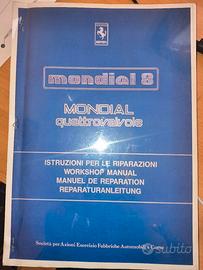 Ferrari
mondial 8
MONDIAL
quattrovalvole
ISTRUZIONI PER LE RIPARAZIONI
WORKSHOP MANUAL
MANUEL DE REPARATION
REPARATURANLEITUNG
Società per Azioni Esercizio Fabbriche Automobili e Corse
subito